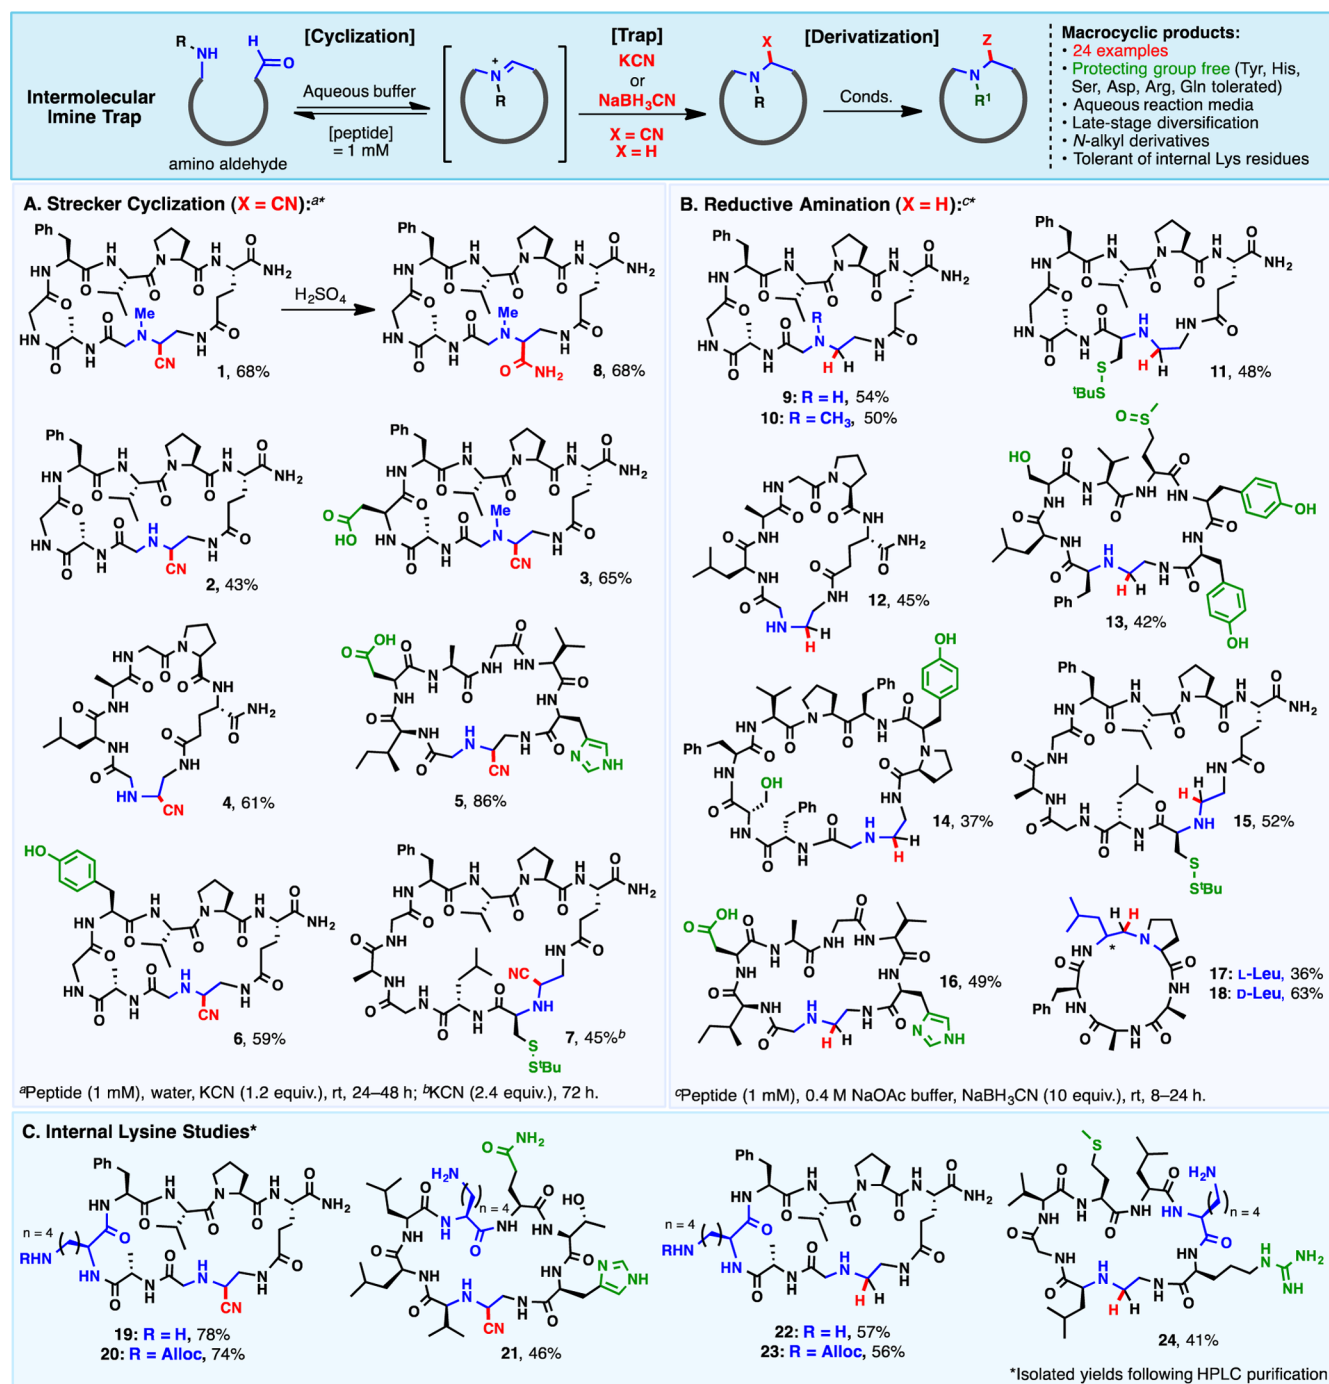 Intermolecular
Imine Trap
R
NH
H
O
amino aldehyde
[Cyclization]
Aqueous buffer
[peptide]
= 1 mM
+
N
R
[Trap]
KCN
or
NaBH3CN
X = CN
X = H
X
N
R
[Derivatization]
Conds.
Z
N
R1
Macrocyclic products:
• 24 examples
• Protecting group free (Tyr, His,
Ser, Asp, Arg, Gln tolerated)
• Aqueous reaction media
• Late-stage diversification
• N-alkyl derivatives
• Tolerant of internal Lys residues
A. Strecker Cyclization (X = CN):a*
H2SO4
1, 68%
8, 68%
2, 43%
3, 65%
4, 61%
5, 86%
6, 59%
7, 45%b
aPeptide (1 mM), water, KCN (1.2 equiv.), rt, 24–48 h; bKCN (2.4 equiv.), 72 h.
B. Reductive Amination (X = H):c*
9: R = H, 54%
10: R = CH3, 50%
11, 48%
12, 45%
13, 42%
14, 37%
15, 52%
16, 49%
17: L-Leu, 36%
18: D-Leu, 63%
cPeptide (1 mM), 0.4 M NaOAc buffer, NaBH3CN (10 equiv.), rt, 8–24 h.
C. Internal Lysine Studies*
n = 4
19: R = H, 78%
20: R = Alloc, 74%
n = 4
21, 46%
n = 4
22: R = H, 57%
23: R = Alloc, 56%
n = 4
24, 41%
*Isolated yields following HPLC purification